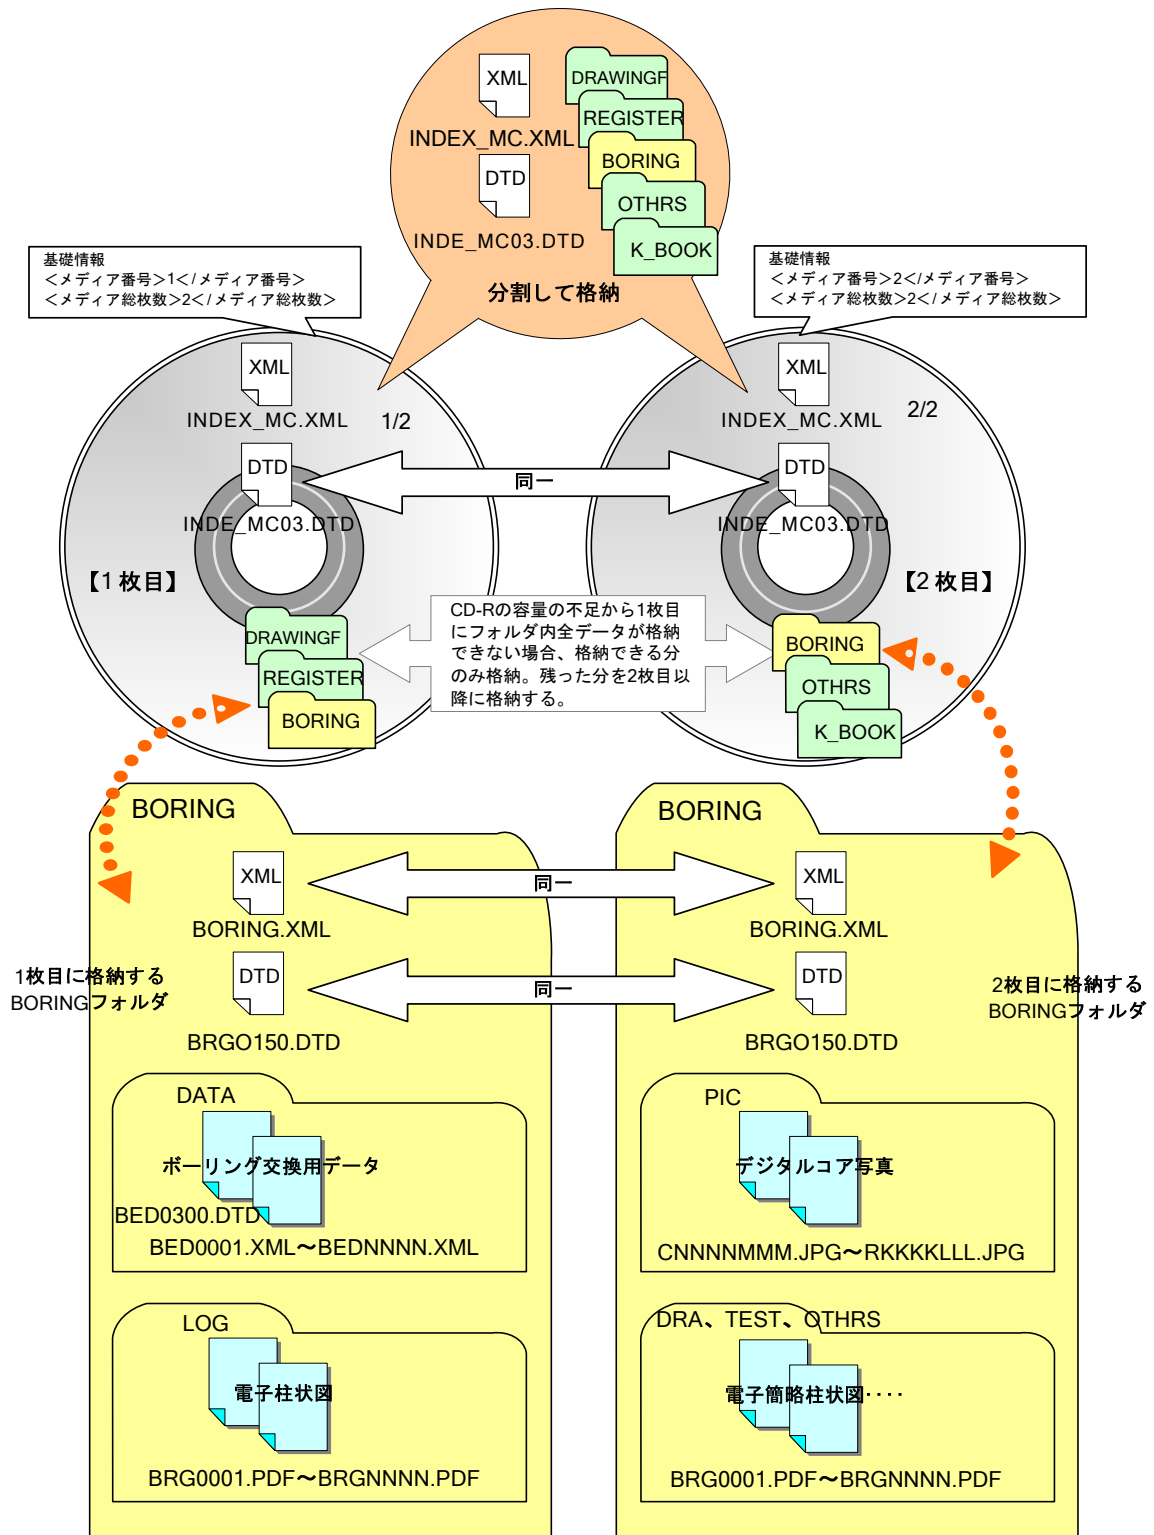 XML
INDEX_MC.XML
DTD
INDE_MC03.DTD
DRAWINGF
REGISTER
BORING
OTHRS
K_BOOK
分割して格納
基礎情報
<メディア番号>1</メディア番号>
<メディア総枚数>2</メディア総枚数>
基礎情報
<メディア番号>2</メディア番号>
<メディア総枚数>2</メディア総枚数>
XML
INDEX_MC.XML
1/2
DTD
INDE_MC03.DTD
【1枚目】
DRAWINGF
REGISTER
BORING
同一
XML
INDEX_MC.XML
2/2
DTD
INDE_MC03.DTD
【2枚目】
BORING
OTHRS
K_BOOK
CD-Rの容量の不足から1枚目
にフォルダ内全データが格納
できない場合、格納できる分
のみ格納。残った分を2枚目以
降に格納する。
BORING
XML
BORING.XML
DTD
BRGO150.DTD
1枚目に格納する
BORINGフォルダ
同一
同一
BORING
XML
BORING.XML
DTD
BRGO150.DTD
2枚目に格納する
BORINGフォルダ
DATA
ボーリング交換用データ
BED0300.DTD
BED0001.XML〜BEDNNNN.XML
PIC
デジタルコア写真
CNNNNMMM.JPG〜RKKKKLLL.JPG
LOG
電子柱状図
BRG0001.PDF〜BRGNNNN.PDF
DRA、TEST、OTHRS
電子簡略柱状図････
BRG0001.PDF〜BRGNNNN.PDF